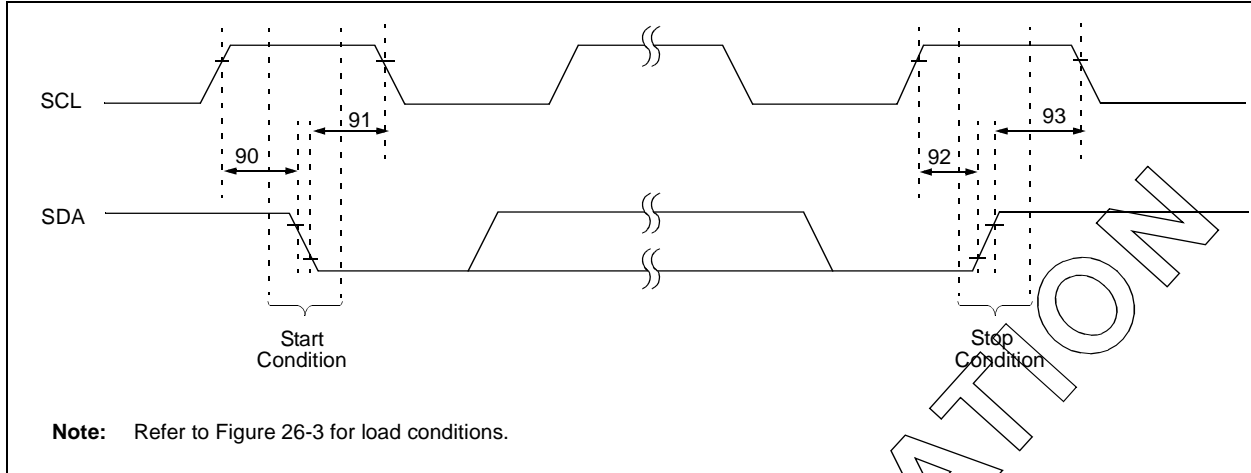 SCL
91
93
90
92
SDA
Start
Condition
Stop
Condition
Note: Refer to Figure 26-3 for load conditions.
ATION